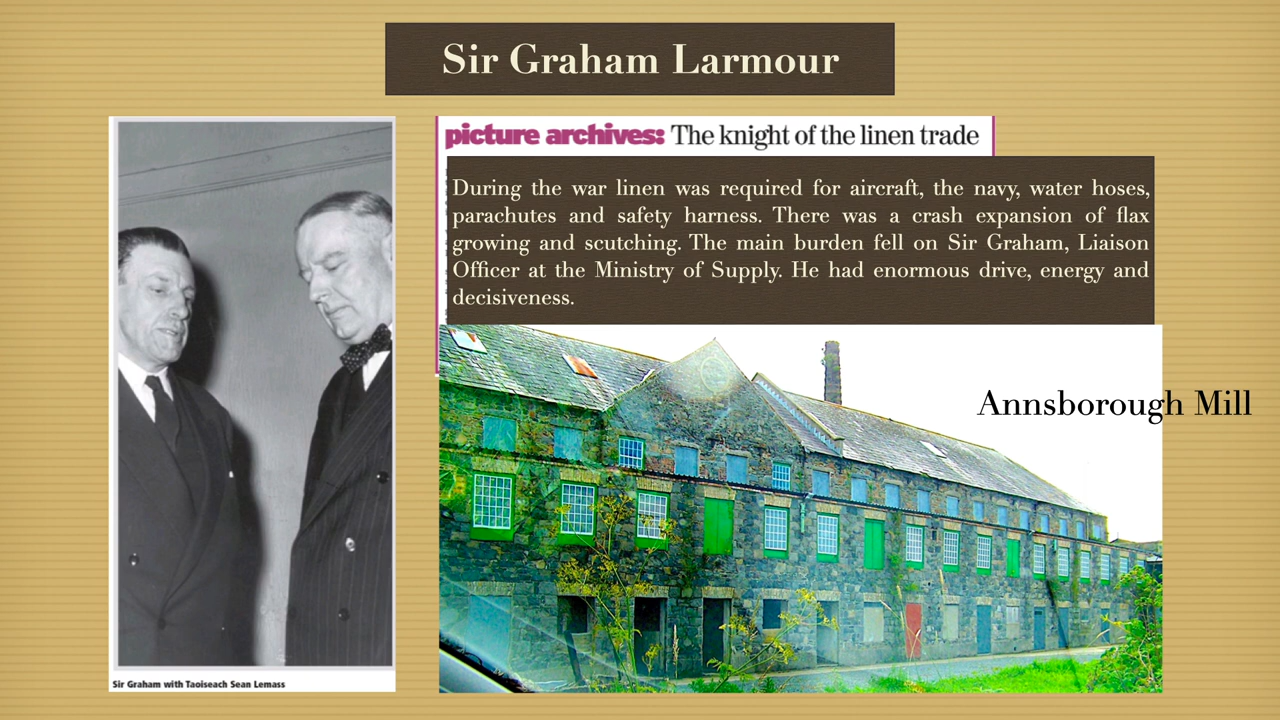 Sir Graham Larmour
picture archives: The knight of the linen trade
During the war linen was required for aircraft, the navy, water hoses,
parachutes and safety harness. There was a crash expansion of flax
growing and scutching. The main burden fell on Sir Graham, Liaison
Officer at the Ministry of Supply. He had enormous drive, energy and
decisiveness.
Annsborough Mill
Sir Graham with Taoiseach Sean Lemass